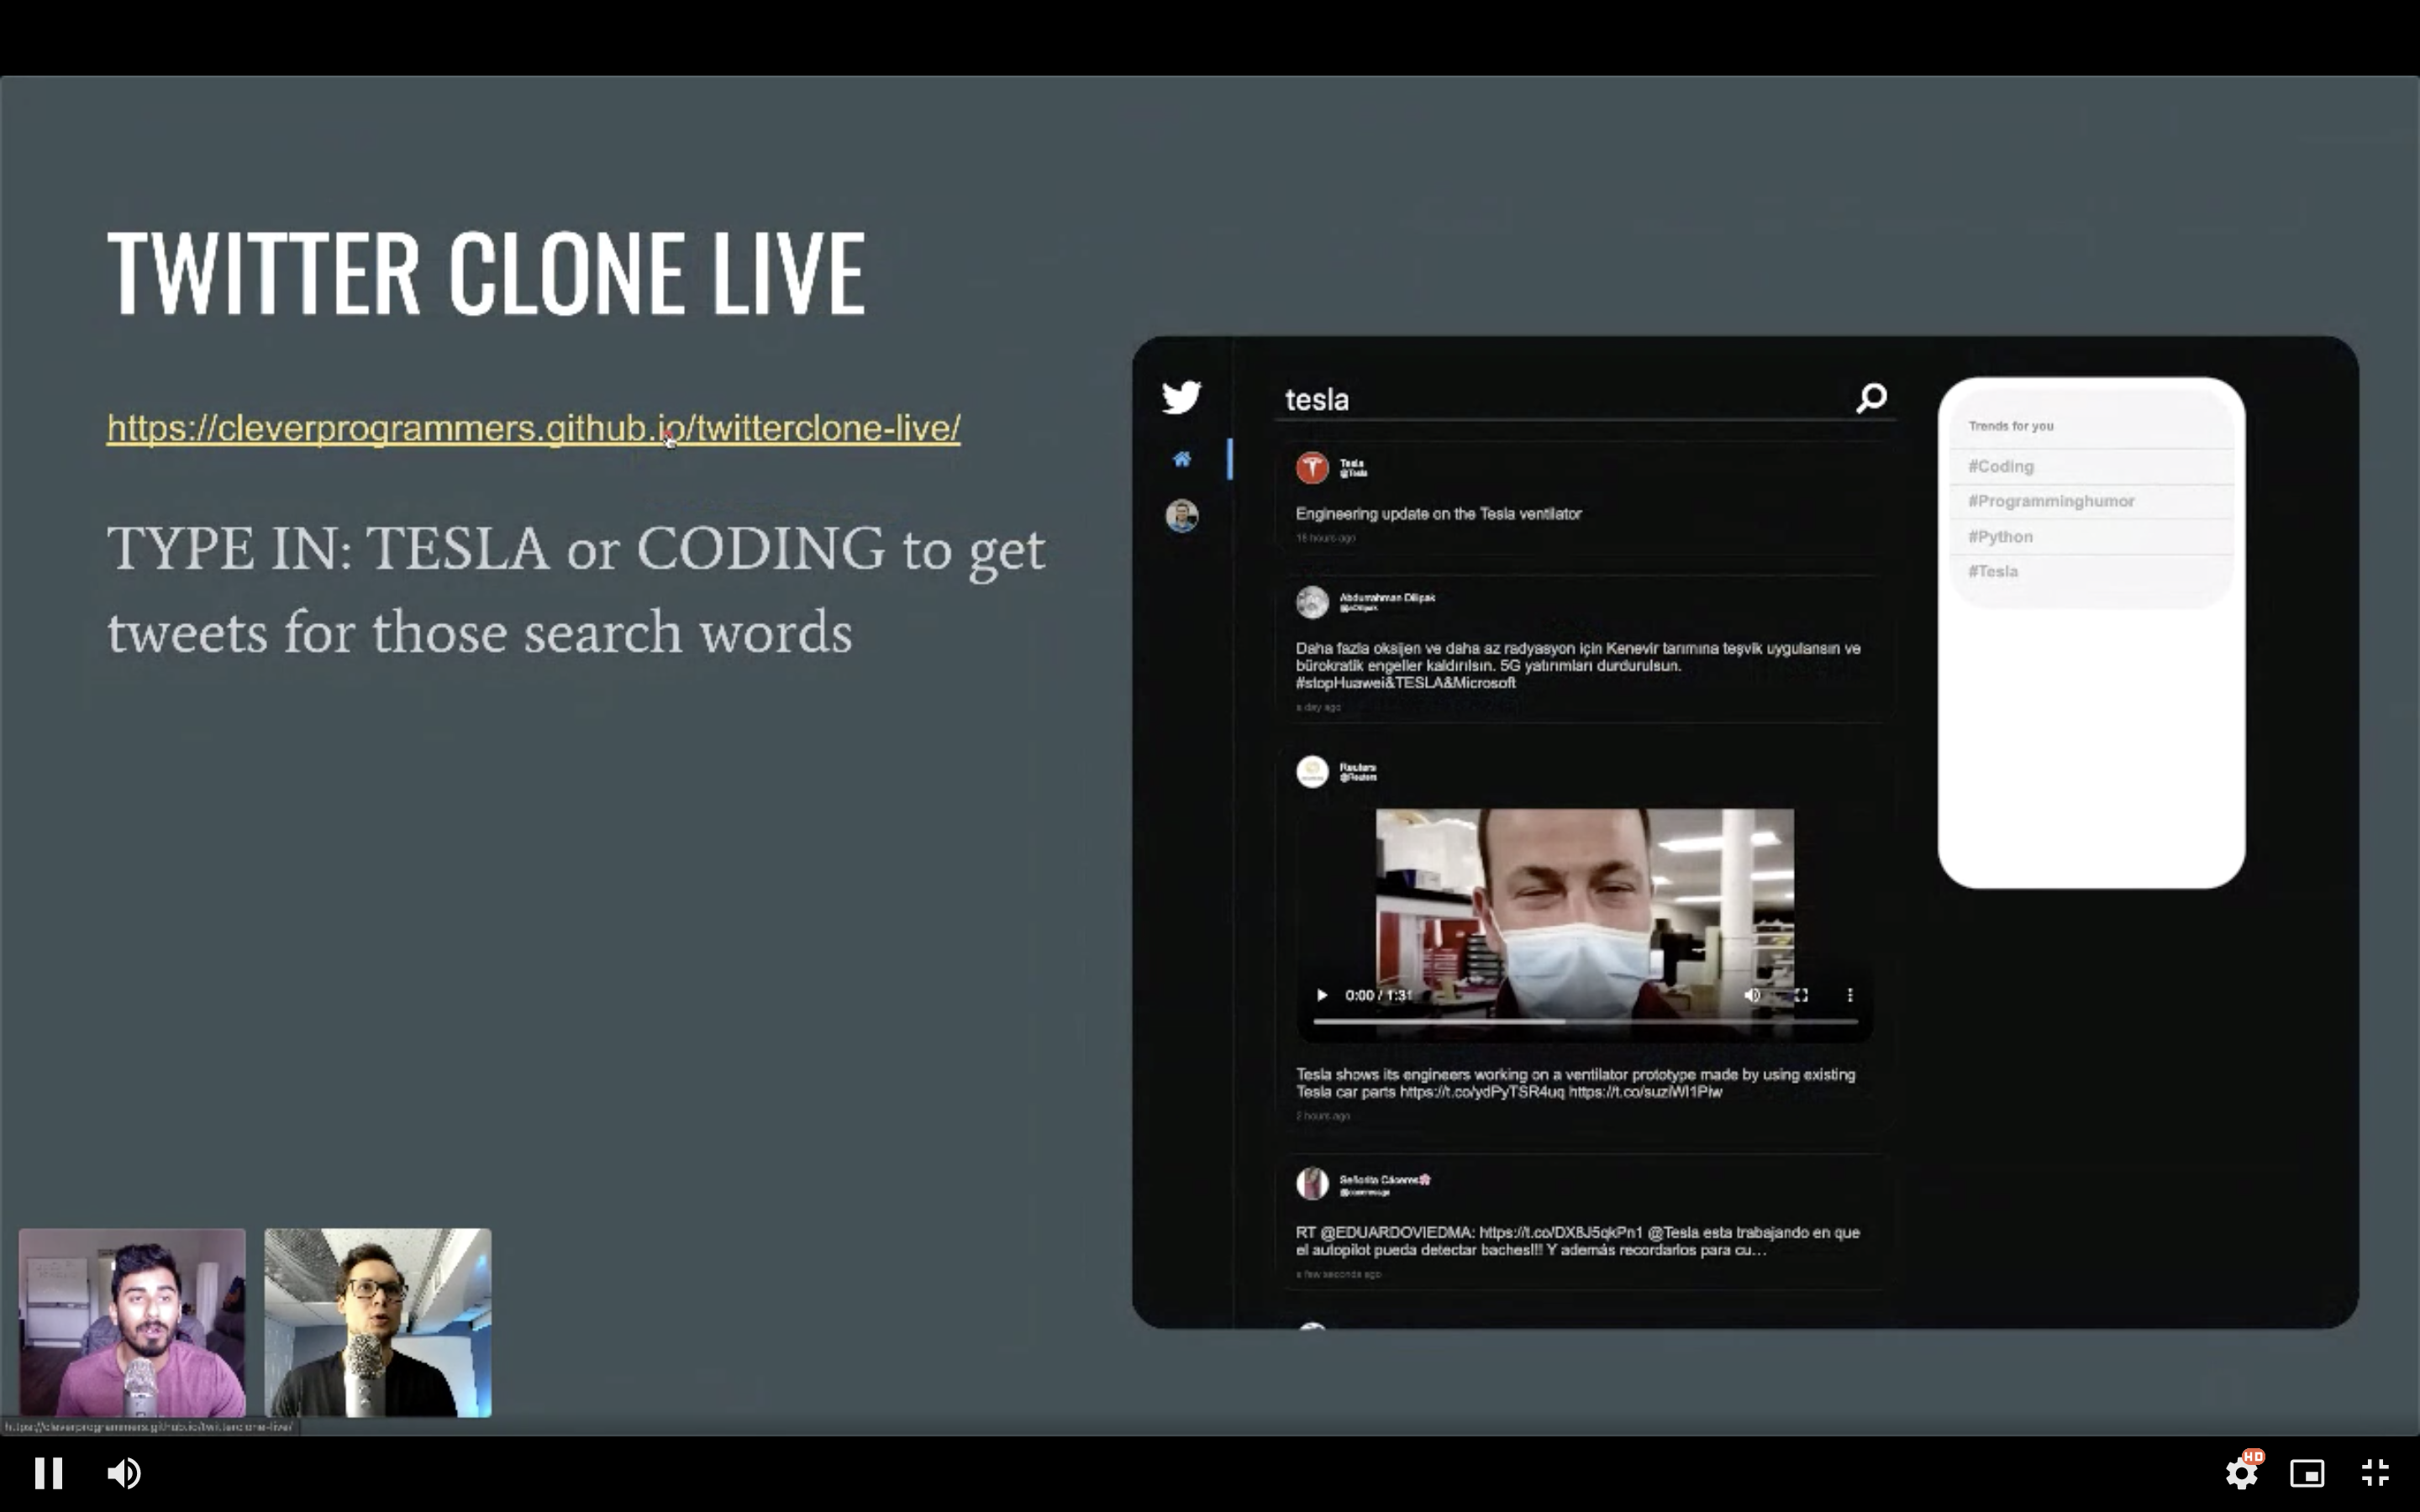 TWITTER CLONE LIVE
https://cleverprogrammers.github.io/twitterclone-live/
TYPE IN: TESLA or CODING to get
tweets for those search words
tesla
Tesla
@Tesla
Engineering update on the Tesla ventilator
18 hours ago
Abdurrahman Dilipak
Daha fazla oksijen ve daha az radyasyon için Kenevir tarımına teşvik uygulansın ve
bürokratik engeller kaldırılsın. 5G yatırımları durdurulsun.
#stopHuawei&TESLA&Microsoft
a day ago
Reuters
@Reuters
0:00 / 1:31
Tesla shows its engineers working on a ventilator prototype made by using existing
Tesla car parts https://t.co/ydPyTSR4uq https://t.co/suziWl1Piw
2 hours ago
Señorita Cáceres🌸
RT @EDUARDOVIEDMA: https://t.co/DX8J5qkPn1 @Tesla esta trabajando en que
el autopilot pueda detectar baches!!! Y además recordarlos para cu…
a few seconds ago
Trends for you
#Coding
#Programminghumor
#Python
#Tesla
https://cleverprogrammers.github.io/twitterclone-live/
HD